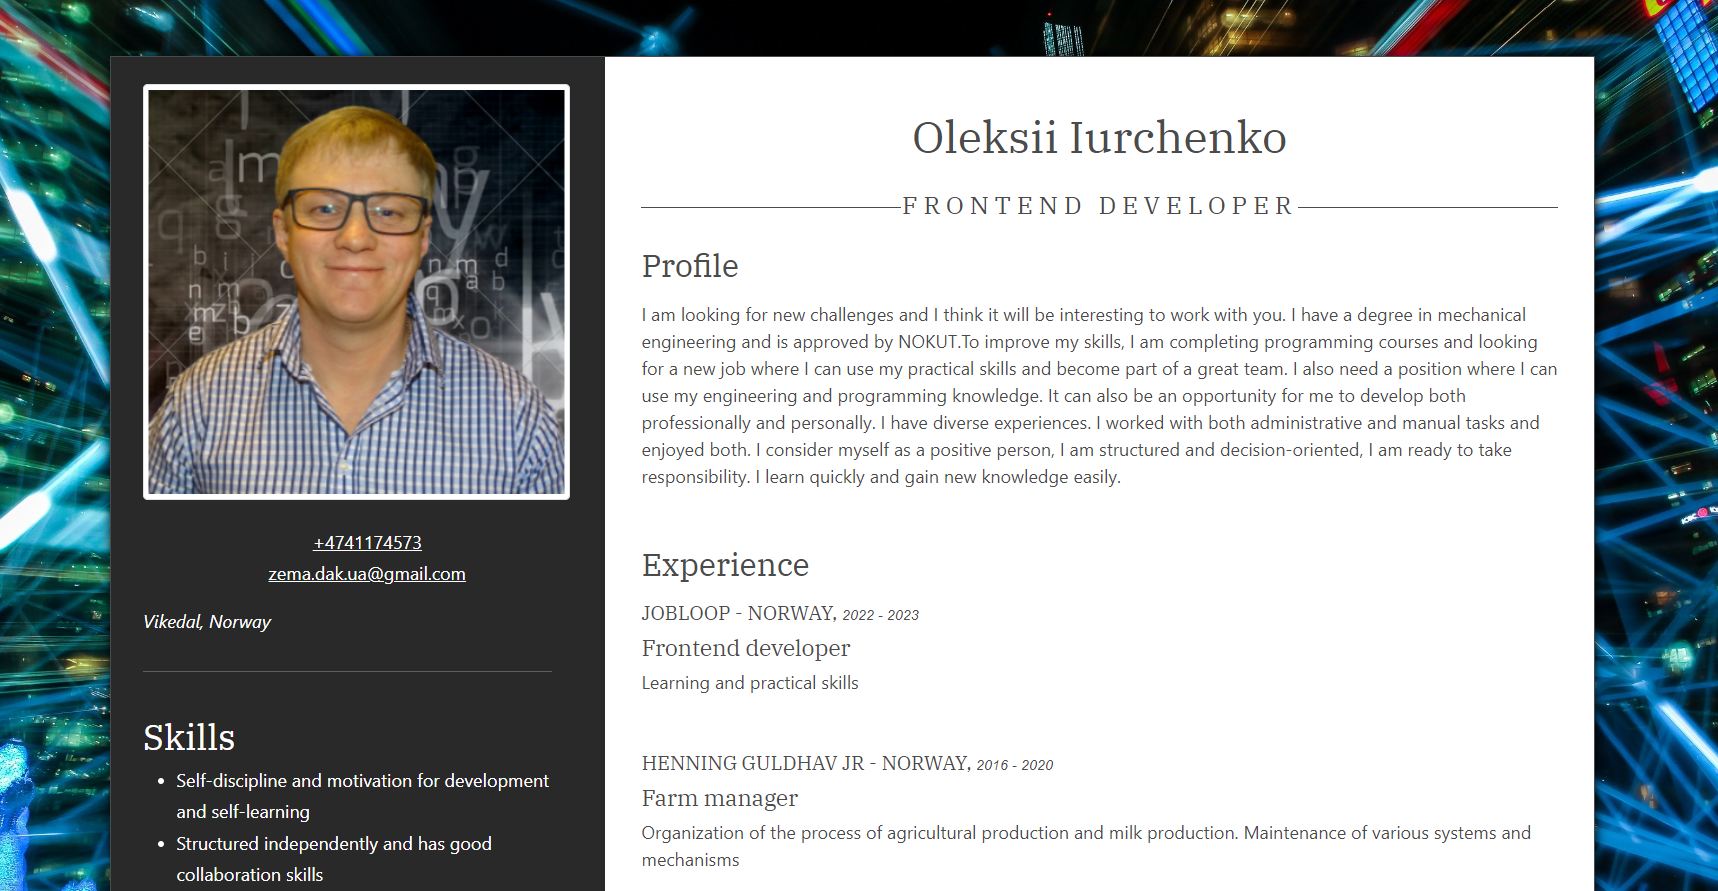 +4741174573
zema.dak.ua@gmail.com
Vikedal, Norway
Skills
Self-discipline and motivation for development
and self-learning
Structured independently and has good
collaboration skills
Oleksii Iurchenko
FRONTEND DEVELOPER
Profile
I am looking for new challenges and I think it will be interesting to work with you. I have a degree in mechanical
engineering and is approved by NOKUT.To improve my skills, I am completing programming courses and looking
for a new job where I can use my practical skills and become part of a great team. I also need a position where I can
use my engineering and programming knowledge. It can also be an opportunity for me to develop both
professionally and personally. I have diverse experiences. I worked with both administrative and manual tasks and
enjoyed both. I consider myself as a positive person, I am structured and decision-oriented, I am ready to take
responsibility. I learn quickly and gain new knowledge easily.
Experience
JOBLOOP - NORWAY, 2022 - 2023
Frontend developer
Learning and practical skills
HENNING GULDHAV JR - NORWAY, 2016 - 2020
Farm manager
Organization of the process of agricultural production and milk production. Maintenance of various systems and
mechanisms